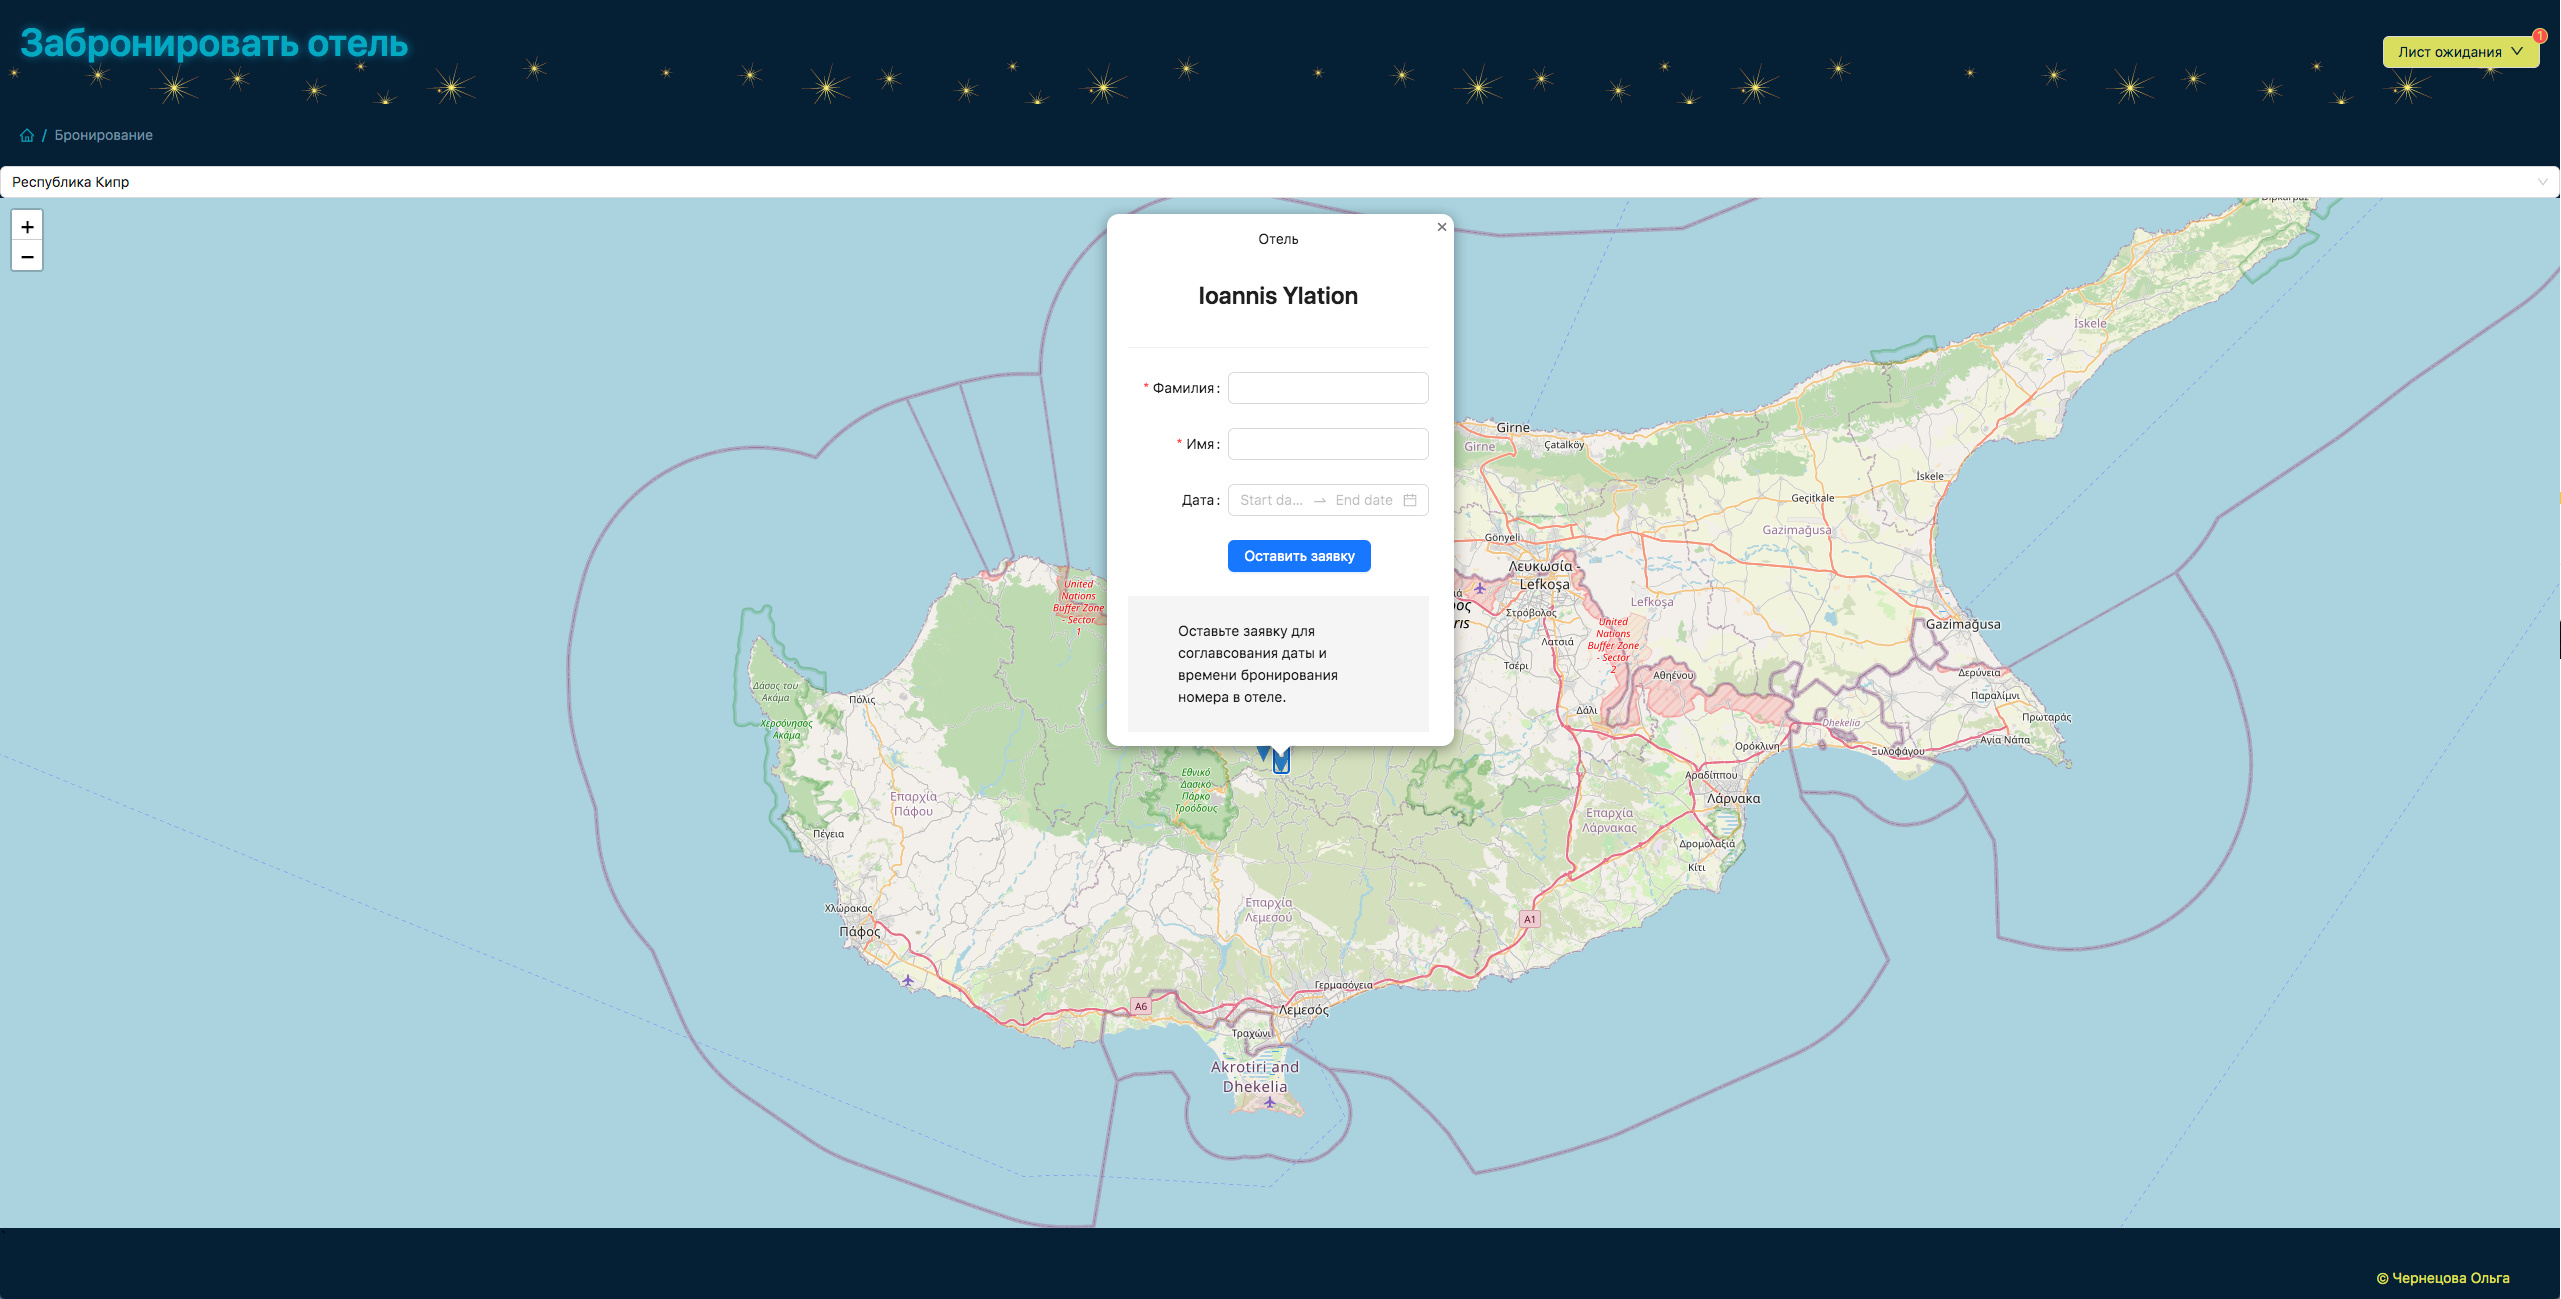 Забронировать отель
Лист ожидания
1
/ Бронирование
Республика Кипр
+
−
Отель
Ioannis Ylation
* Фамилия :
* Имя :
Дата :
Start da...
End date
Оставить заявку
Оставьте заявку для
соглавсования даты и
времени бронирования
номера в отеле.
İskele
Girne
Girne
Çatalköy
İskele
Geçitkale
Gazimağusa
Gönyeli
Λευκωσία -
Lefkoşa
Lefkoşa
Στρόβολος
Λατσιά
Τσέρι
United
Nations
Buffer Zone
- Sector
1
United
Nations
Buffer Zone
- Sector
2
Gazimağusa
Αθηένου
Δερύνεια
Παραλίμνι
Πρωταράς
Αγία Νάπα
Δάλι
Dhekelia
Ορόκλινη
Ξυλοφάγου
Αραδίππου
Λάρνακα
Επαρχία
Λάρνακας
Δρομολαξιά
Κίτι
Δάσος του
Ακάμα
Χερσόνησος
Ακάμα
Πόλις
Εθνικό
Δασικό
Πάρκο
Τροόδους
Επαρχία
Πάφου
Πέγεια
Χλώρακας
Πάφος
Επαρχία
Λεμεσού
A1
A6
Γερμασόγεια
Λεμεσός
Τραχώνι
Akrotiri and
Dhekelia
© Чернецова Ольга